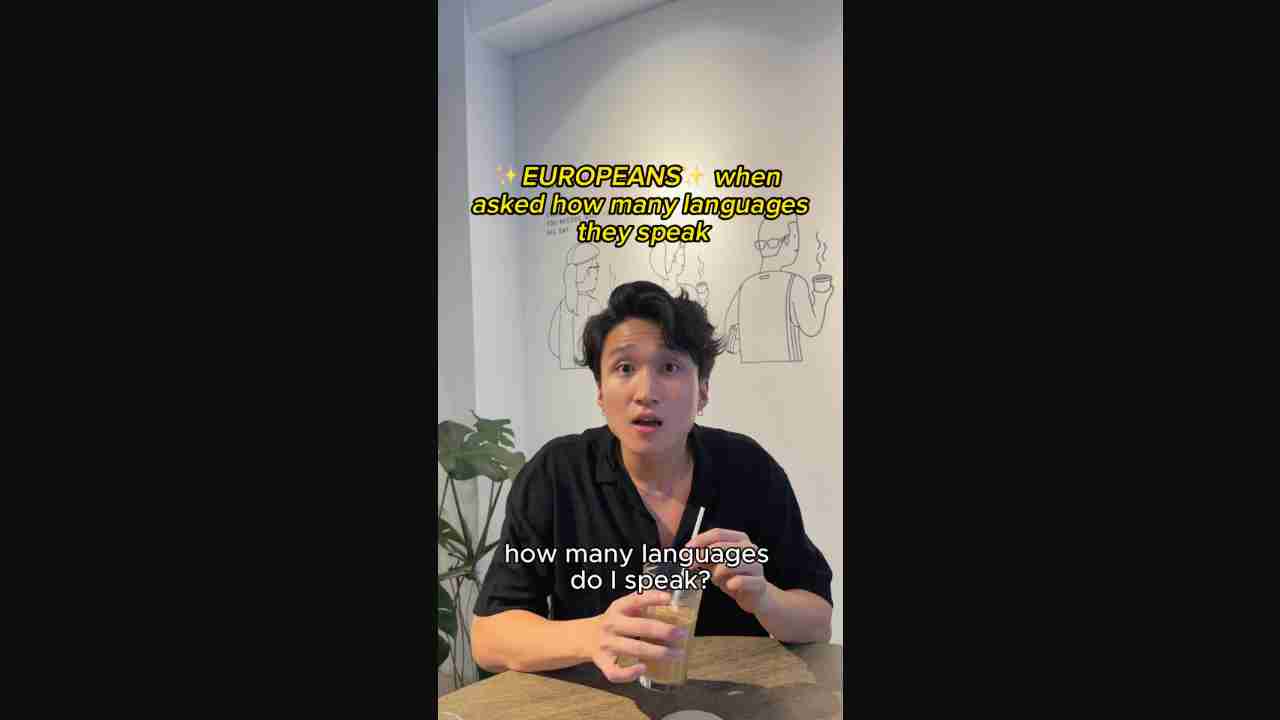 ✨EUROPEANS✨ when
asked how many languages
they speak
how many languages
do I speak?